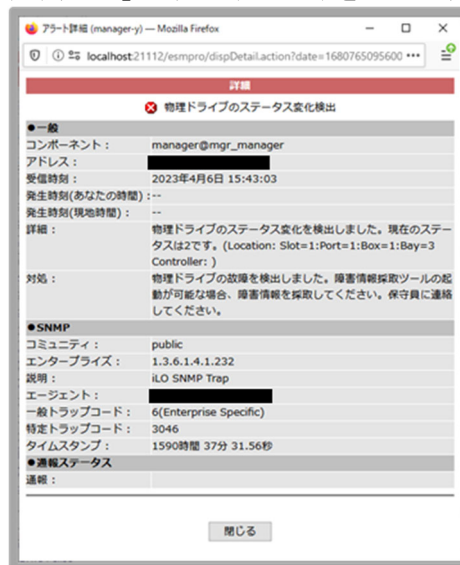 アラート詳細 (manager-y) — Mozilla Firefox
localhost:21112/esmpro/dispDetail.action?date=1680765095600
詳細
物理ドライブのステータス変化検出
●一般
コンポーネント： manager@mgr_manager
アドレス：
受信時刻： 2023年4月6日 15:43:03
発生時刻(あなたの時間)：--
発生時刻(現地時間)： --
詳細： 物理ドライブのステータス変化を検出しました。現在のステー
タスは2です。(Location: Slot=1:Port=1:Box=1:Bay=3
Controller: )
対処： 物理ドライブの故障を検出しました。障害情報採取ツールの起
動が可能な場合、障害情報を採取してください。保守員に連絡
してください。
●SNMP
コミュニティ： public
エンタープライズ： 1.3.6.1.4.1.232
説明： iLO SNMP Trap
エージェント：
一般トラップコード： 6(Enterprise Specific)
特定トラップコード： 3046
タイムスタンプ： 1590時間 37分 31.56秒
●通報ステータス
通報：
閉じる